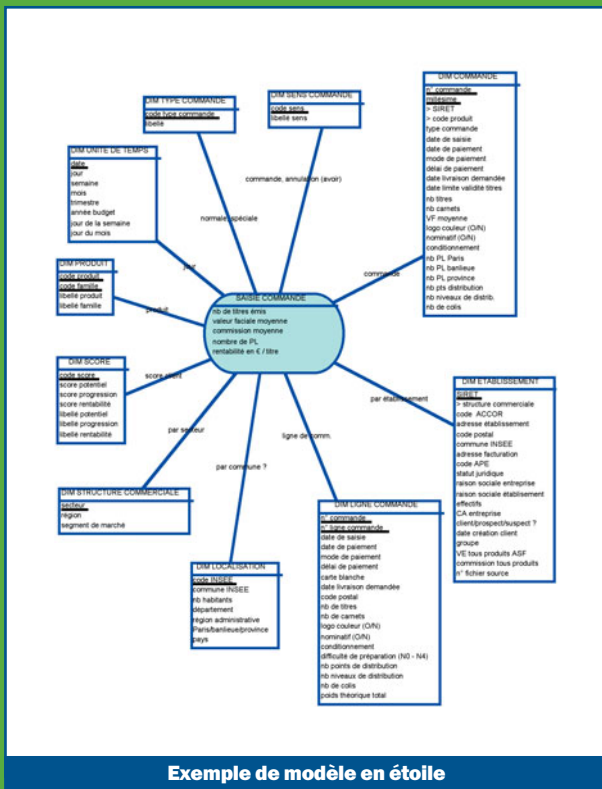 DIM COMMANDE
n° commande
millésime
> SIRET
> code produit
type commande
date de saisie
date de paiement
mode de paiement
délai de paiement
date livraison demandée
date limite validité titres
nb titres
nb carnets
VF moyenne
logo couleur (O/N)
nominatif (O/N)
conditionnement
nb PL Paris
nb PL banlieue
nb PL province
nb pts distribution
nb niveaux de distrib.
nb de colis
DIM SENS COMMANDE
code sens
libellé sens
DIM TYPE COMMANDE
code type commande
libellé
DIM UNITE DE TEMPS
date
jour
semaine
mois
trimestre
année budget
jour de la semaine
jour du mois
commande, annulation (avoir)
normale, spéciale
jour
commande
DIM PRODUIT
code produit
code famille
libellé produit
libellé famille
produit
SAISIE COMMANDE
nb de titres émis
valeur faciale moyenne
commission moyenne
nombre de PL
rentabilité en € / titre
DIM SCORE
code score
score potentiel
score progression
score rentabilité
libellé potentiel
libellé progression
libellé rentabilité
score client
par établissement
par secteur
ligne de comm.
par commune ?
DIM ETABLISSEMENT
SIRET
> structure commerciale
code ACCOR
adresse établissement
code postal
commune INSEE
adresse facturation
code APE
statut juridique
raison sociale entreprise
raison sociale établisement
effectifs
CA entreprise
client/prospect/suspect ?
date création client
groupe
VE tous produits ASF
commission tous produits
n° fichier source
DIM STRUCTURE COMMERCIALE
secteur
région
segment de marché
DIM LOCALISATION
code INSEE
commune INSEE
nb habitants
département
région administrative
Paris/banlieue/province
pays
DIM LIGNE COMMANDE
n° commande
n° ligne commande
date de saisie
date de paiement
mode de paiement
délai de paiement
carte blanche
date livraison demandée
code postal
nb de titres
nb de carnets
logo couleur (O/N)
nominatif (O/N)
conditionnement
difficulté de préparation (N0 - N4)
nb points de distribution
nb niveaux de distribution
nb de colis
poids théorique total
Exemple de modèle en étoile